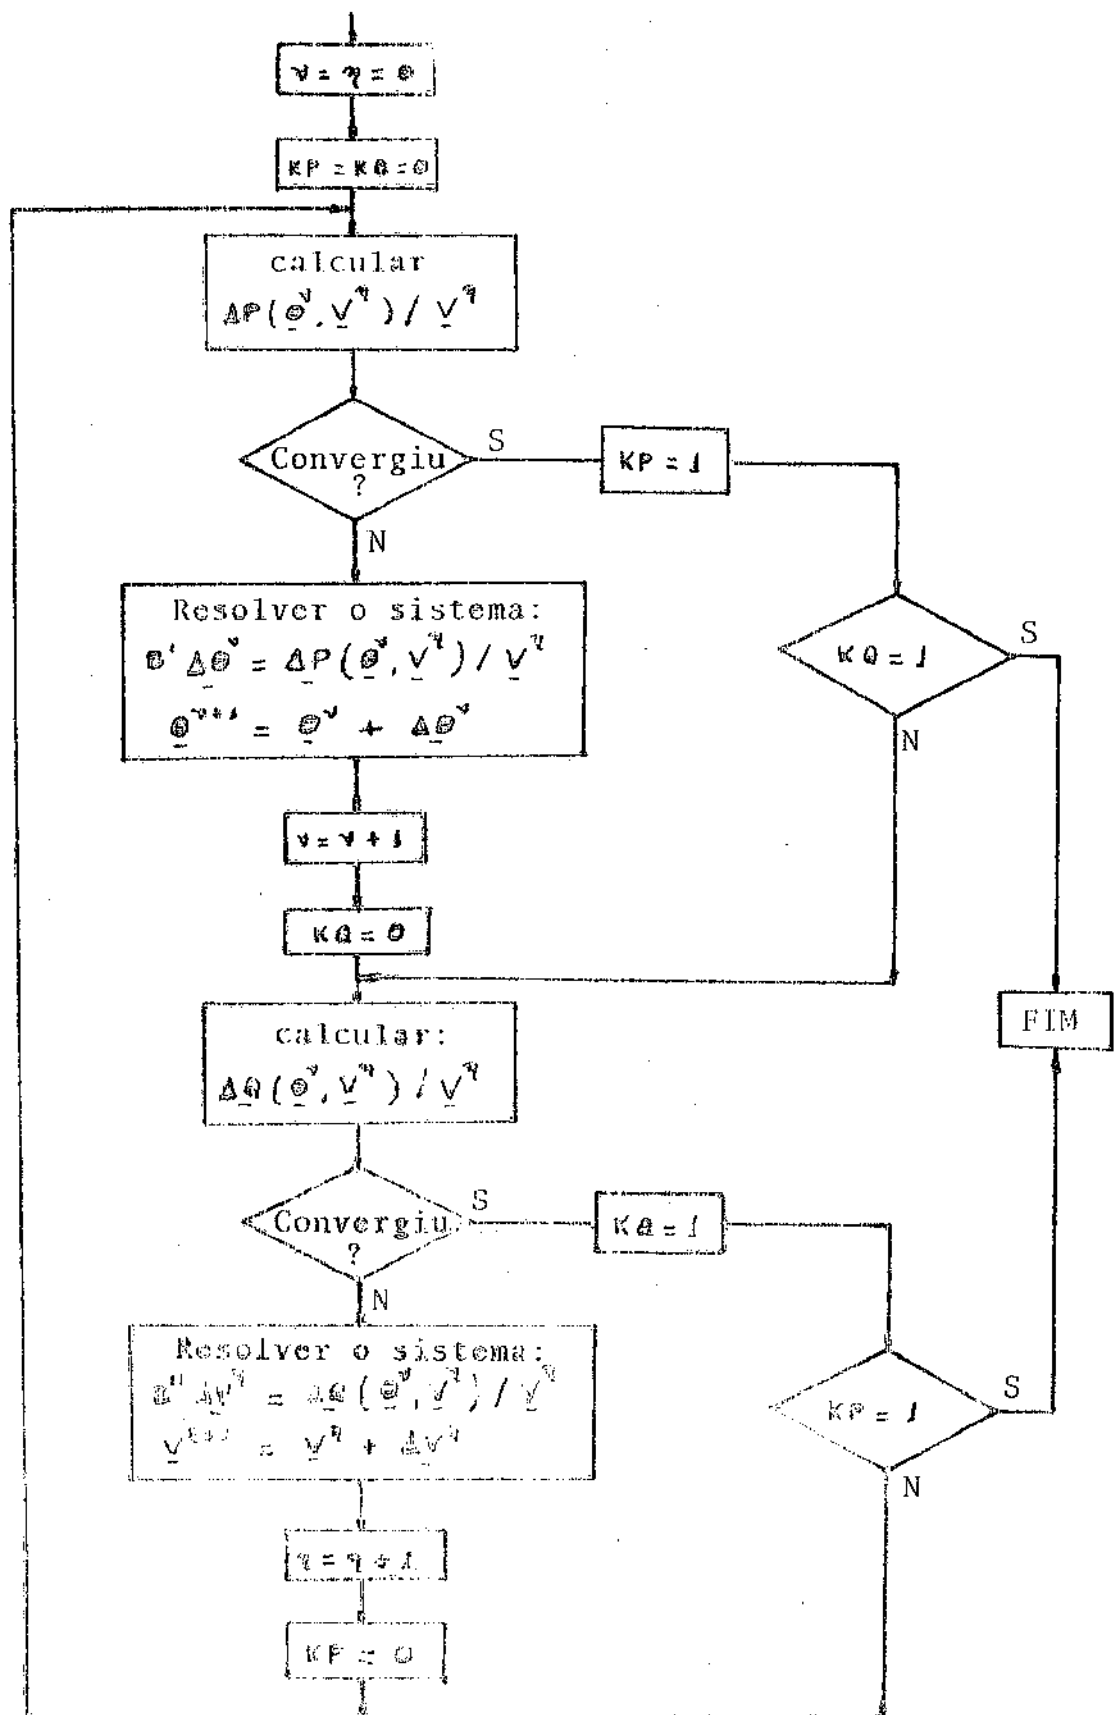 ν = η = 0
KP = KQ = 0
calcular
ΔP(θ^ν, V^η) / V^η
Convergiu
?
S
KP = 1
N
Resolver o sistema:
B' Δθ^ν = ΔP(θ^ν, V^η) / V^η
θ^ν+1 = θ^ν + Δθ^ν
KQ = 1
S
N
ν = ν + 1
KQ = 0
FIM
calcular:
ΔQ(θ^ν, V^η) / V^η
Convergiu
?
S
KQ = 1
N
Resolver o sistema:
B'' ΔV^η = ΔQ(θ^ν, V^η) / V^η
V^η+1 = V^η + ΔV^η
KP = 1
S
N
η = η + 1
KP = 0